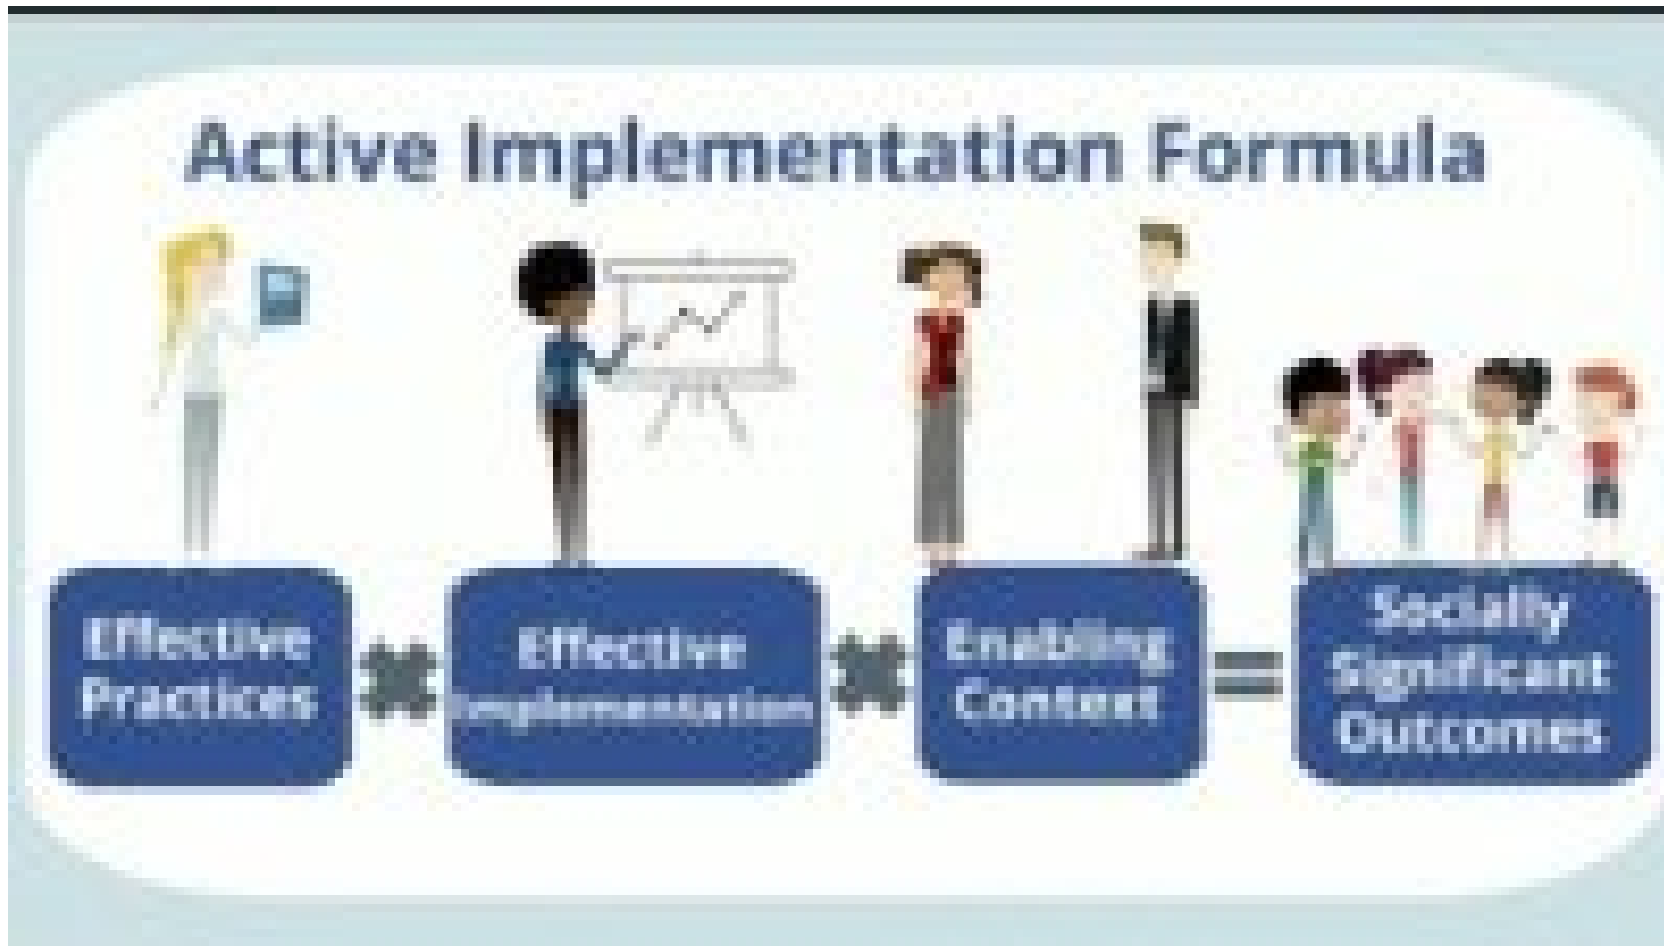 Active Implementation Formula
Effective
Practices
✖
Effective
Implementation
✖
Enabling
Context
=
Socially
Significant
Outcomes